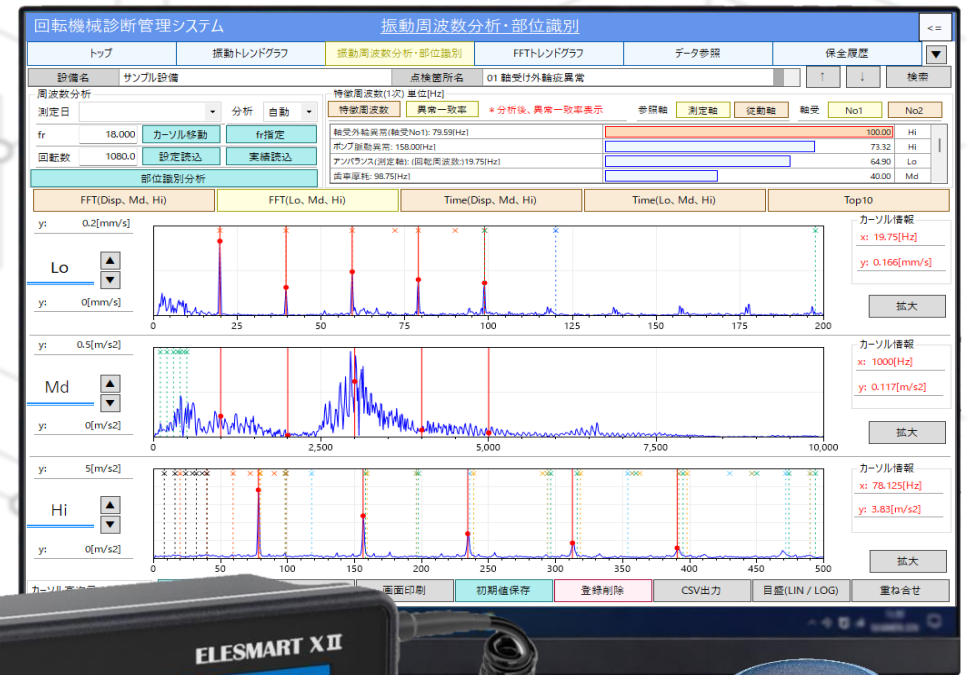 回転機械診断管理システム 振動周波数分析・部位識別 <=
トップ 振動トレンドグラフ 振動周波数分析・部位識別 FFTトレンドグラフ データ参照 保全履歴 ▼
設備名 サンプル設備 点検箇所名 01 軸受け外輪疵異常 ↑ ↓ 検索
周波数分析 特徴周波数(1次) 単位[Hz]
測定日 分析 自動 特徴周波数 異常一致率 *分析後、異常一致率表示 参照軸 測定軸 従動軸 軸受 No1 No2
fr 18.000 カーソル移動 fr指定 軸受外輪異常(軸受No1): 79.59[Hz] 100.00 Hi
ポンプ脈動異常: 158.00[Hz] 73.32 Hi
回転数 1080.0 設定読込 実績読込 アンバランス(測定軸): (回転周波数:)19.75[Hz] 64.90 Lo
部位識別分析 歯車摩耗: 98.75[Hz] 40.00 Md
FFT(Disp、Md、Hi) FFT(Lo、Md、Hi) Time(Disp、Md、Hi) Time(Lo、Md、Hi) Top10
y: 0.2[mm/s] カーソル情報
x: 19.75[Hz]
Lo ▲ y: 0.166[mm/s]
▼
y: 0[mm/s] 拡大
0 25 50 75 100 125 150 175 200
y: 0.5[m/s2] カーソル情報
x: 1000[Hz]
Md ▲ y: 0.117[m/s2]
▼
y: 0[m/s2] 拡大
0 2,500 5,000 7,500 10,000
y: 5[m/s2] カーソル情報
x: 78.125[Hz]
Hi ▲ y: 3.83[m/s2]
▼
y: 0[m/s2] 拡大
0 50 100 150 200 250 300 350 400 450 500
画面印刷 初期値保存 登録削除 CSV出力 目盛(LIN / LOG) 重ね合せ
ELESMART XⅡ